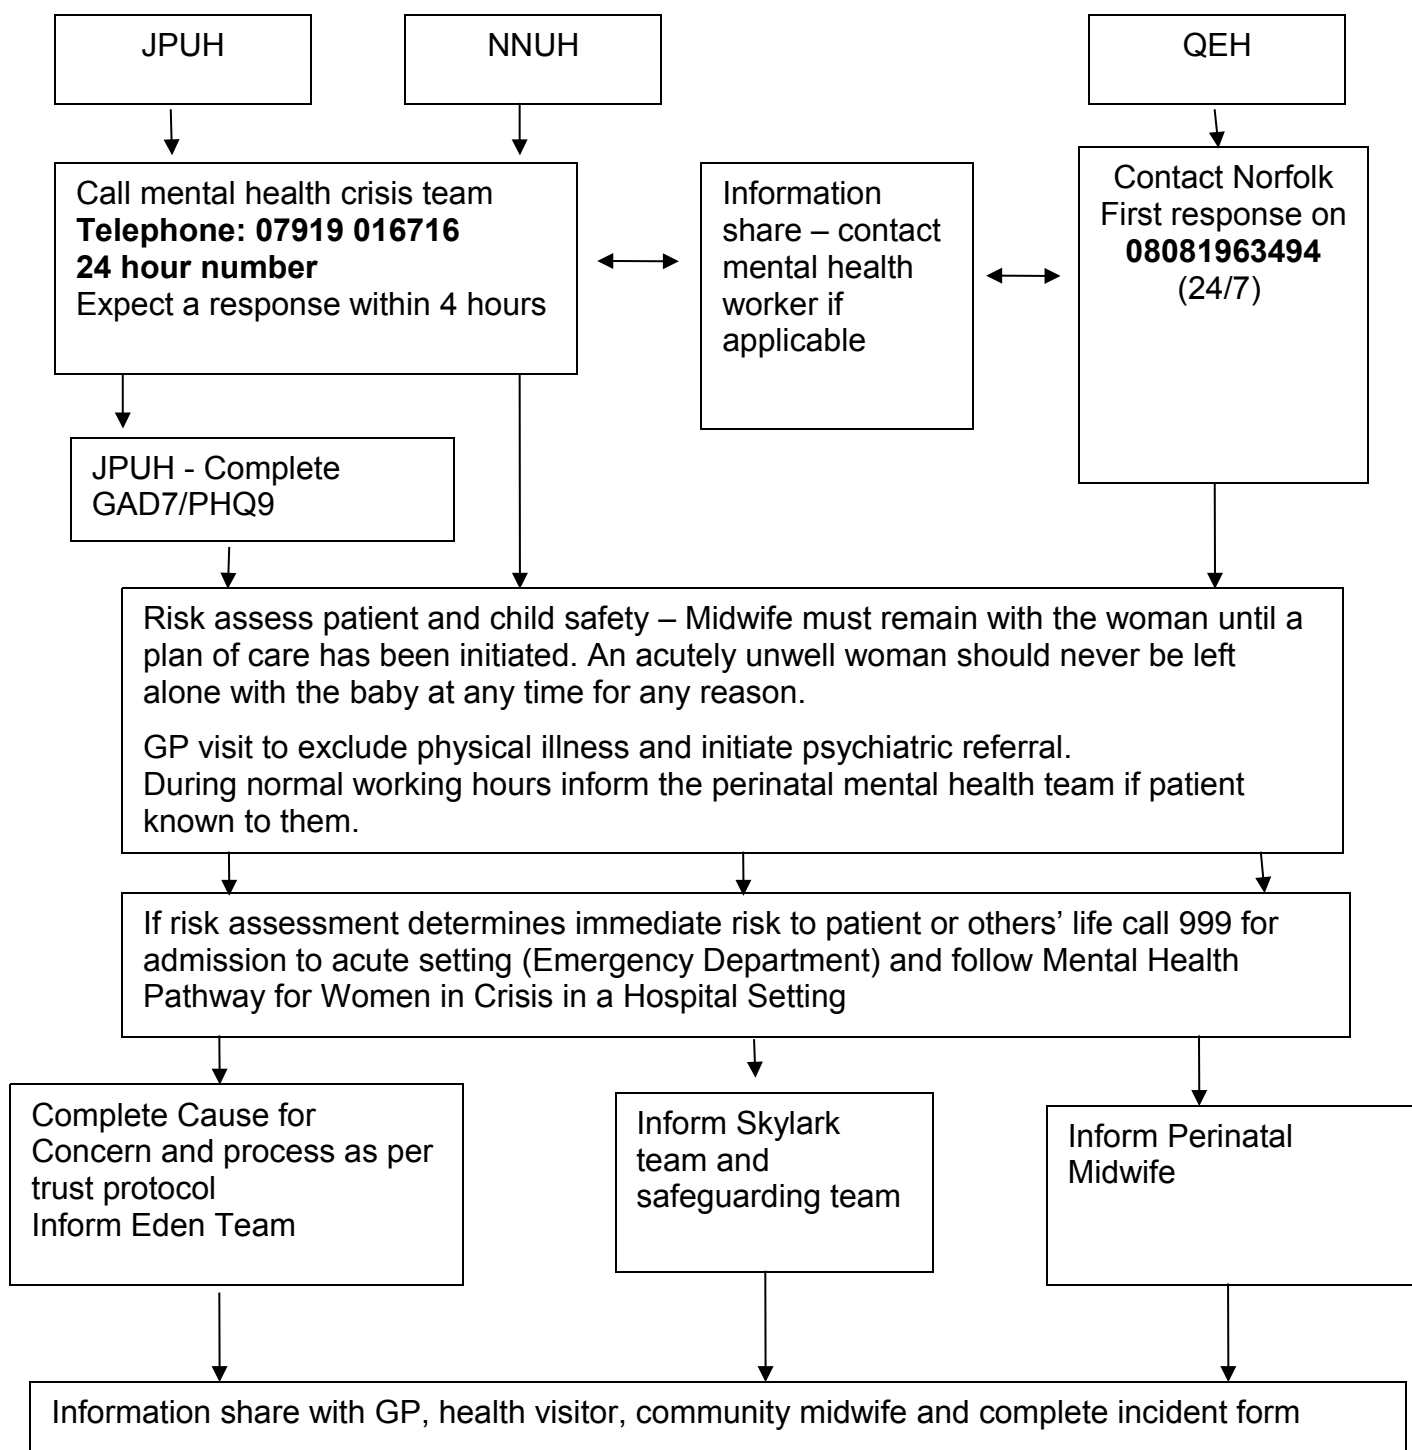 JPUH
NNUH
QEH
Call mental health crisis team
Telephone: 07919 016716
24 hour number
Expect a response within 4 hours
Information
share – contact
mental health
worker if
applicable
Contact Norfolk
First response on
08081963494
(24/7)
JPUH - Complete
GAD7/PHQ9
Risk assess patient and child safety – Midwife must remain with the woman until a
plan of care has been initiated. An acutely unwell woman should never be left
alone with the baby at any time for any reason.
GP visit to exclude physical illness and initiate psychiatric referral.
During normal working hours inform the perinatal mental health team if patient
known to them.
If risk assessment determines immediate risk to patient or others’ life call 999 for
admission to acute setting (Emergency Department) and follow Mental Health
Pathway for Women in Crisis in a Hospital Setting
Complete Cause for
Concern and process as per
trust protocol
Inform Eden Team
Inform Skylark
team and
safeguarding team
Inform Perinatal
Midwife
Information share with GP, health visitor, community midwife and complete incident form